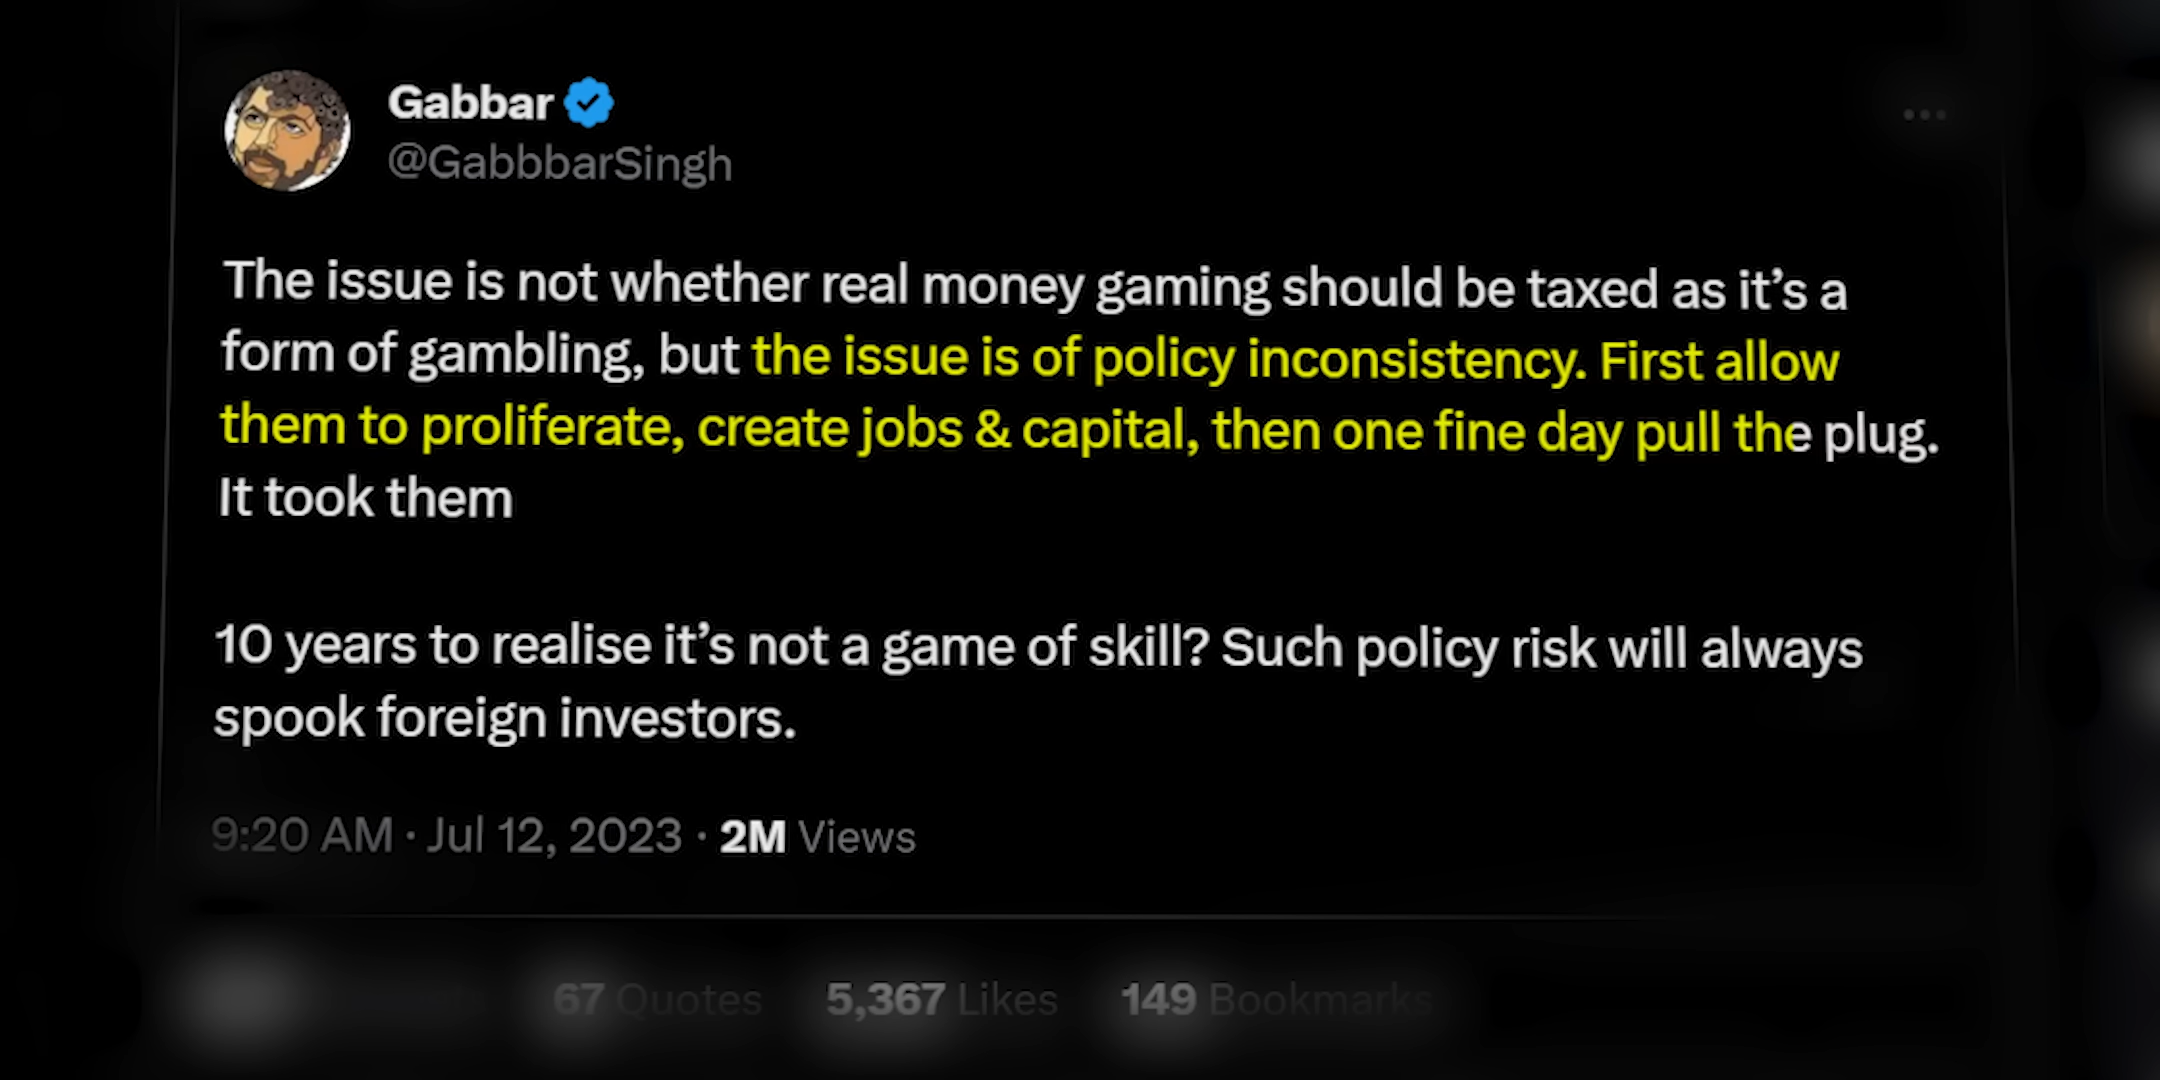 Gabbar
@GabbbarSingh
The issue is not whether real money gaming should be taxed as it’s a
form of gambling, but the issue is of policy inconsistency. First allow
them to proliferate, create jobs & capital, then one fine day pull the plug.
It took them
10 years to realise it’s not a game of skill? Such policy risk will always
spook foreign investors.
9:20 AM · Jul 12, 2023 · 2M Views
67 Quotes 5,367 Likes 149 Bookmarks